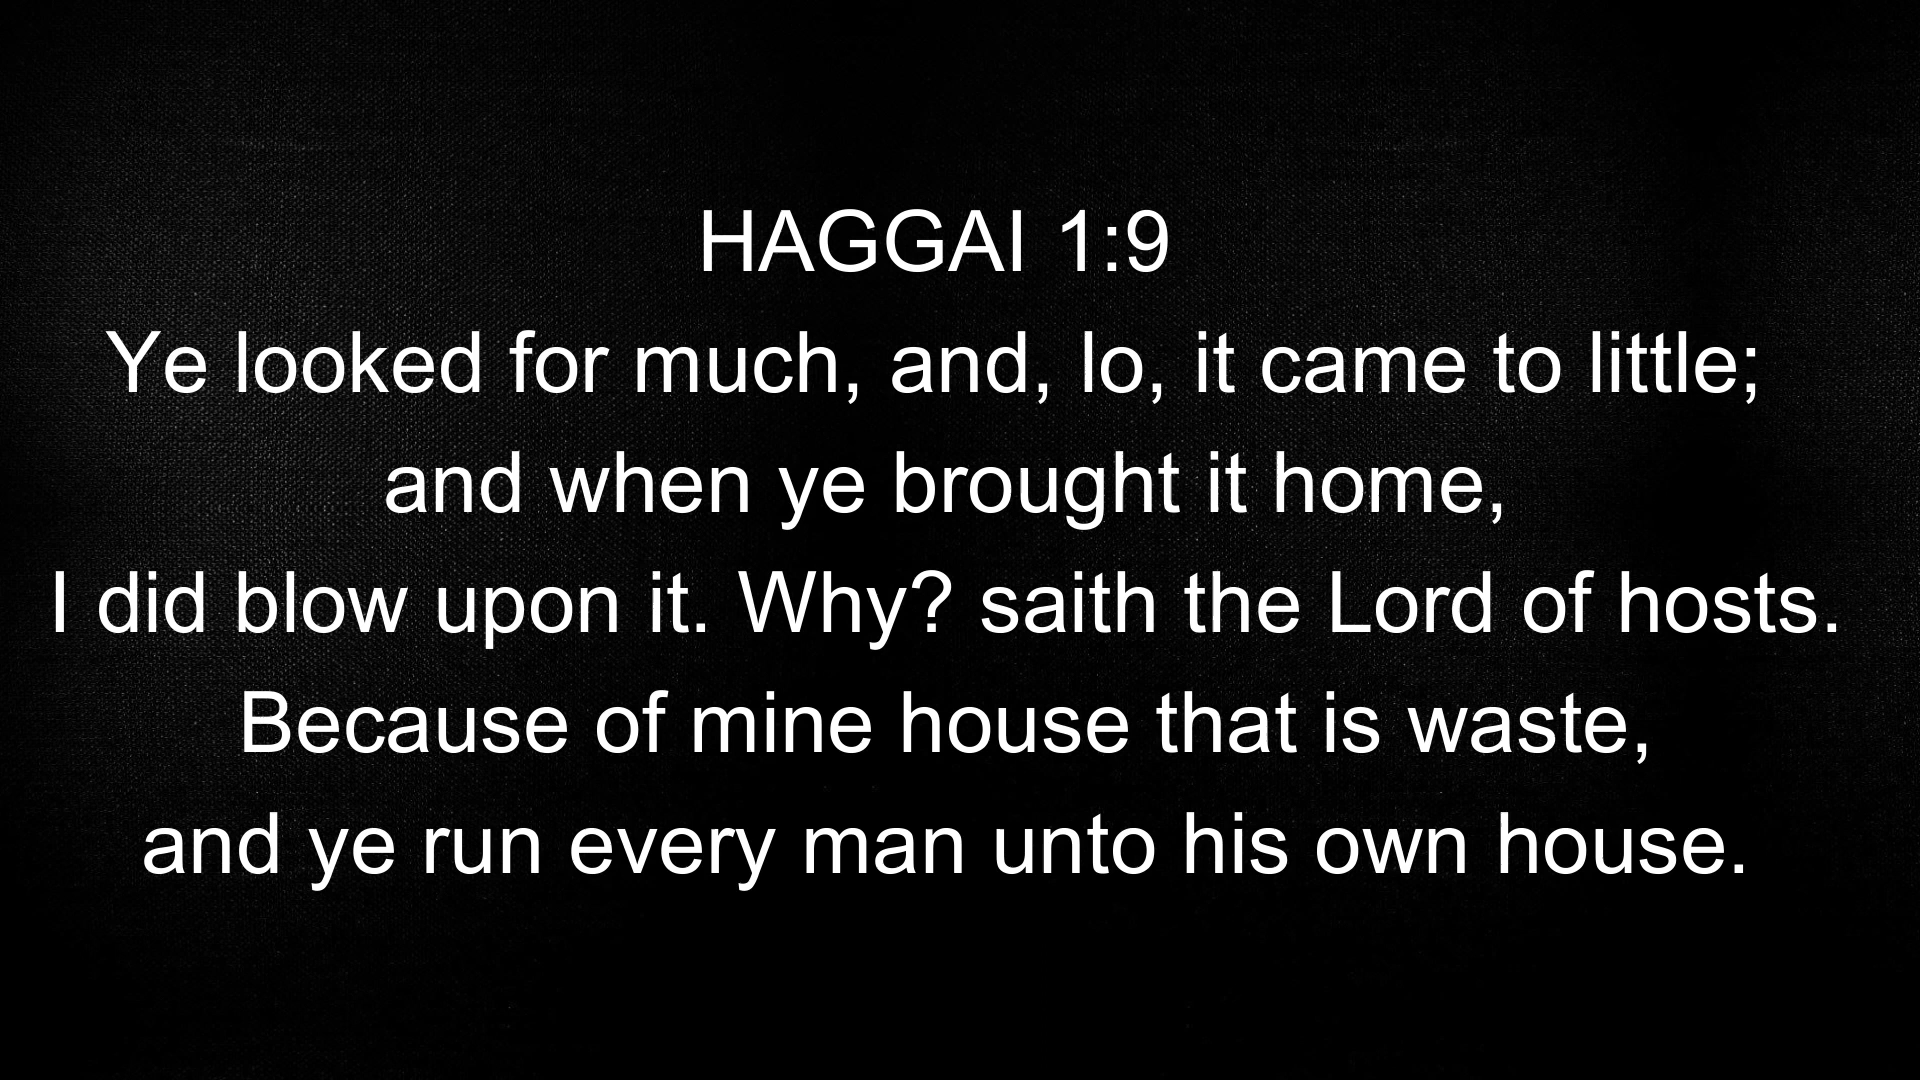 HAGGAI 1:9
Ye looked for much, and, lo, it came to little;
and when ye brought it home,
I did blow upon it. Why? saith the Lord of hosts.
Because of mine house that is waste,
and ye run every man unto his own house.